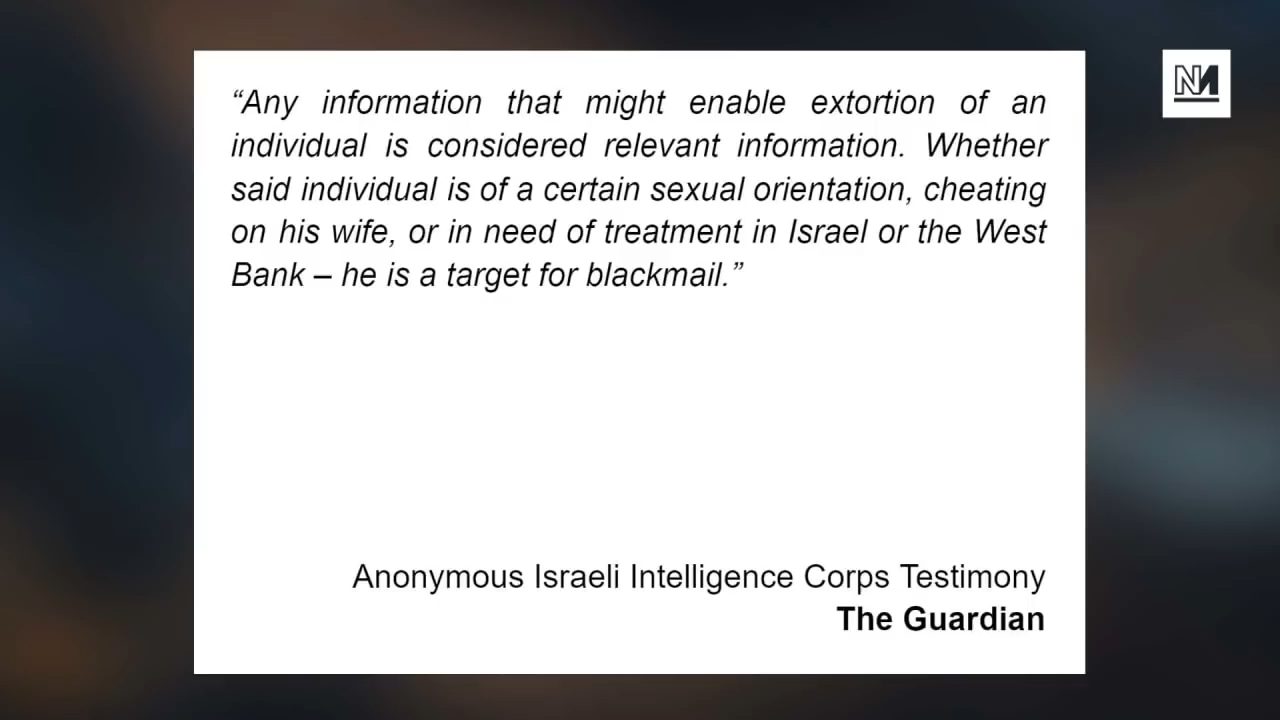 “Any information that might enable extortion of an
individual is considered relevant information. Whether
said individual is of a certain sexual orientation, cheating
on his wife, or in need of treatment in Israel or the West
Bank – he is a target for blackmail.”
Anonymous Israeli Intelligence Corps Testimony
The Guardian
NM